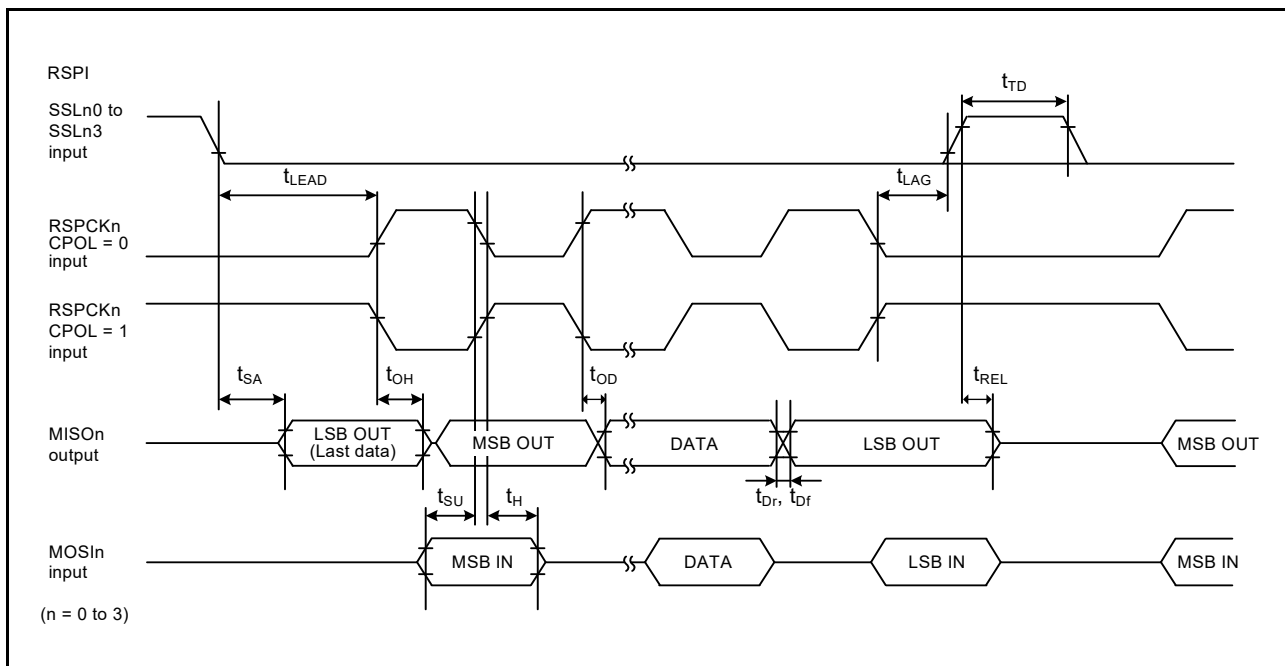 RSPI
SSLn0 to
SSLn3
input
tTD
tLEAD
tLAG
RSPCKn
CPOL = 0
input
RSPCKn
CPOL = 1
input
tSA
tOH
tOD
tREL
MISOn
output
LSB OUT
(Last data)
MSB OUT
DATA
LSB OUT
MSB OUT
tSU
tH
tDr, tDf
MOSIn
input
MSB IN
DATA
LSB IN
MSB IN
(n = 0 to 3)